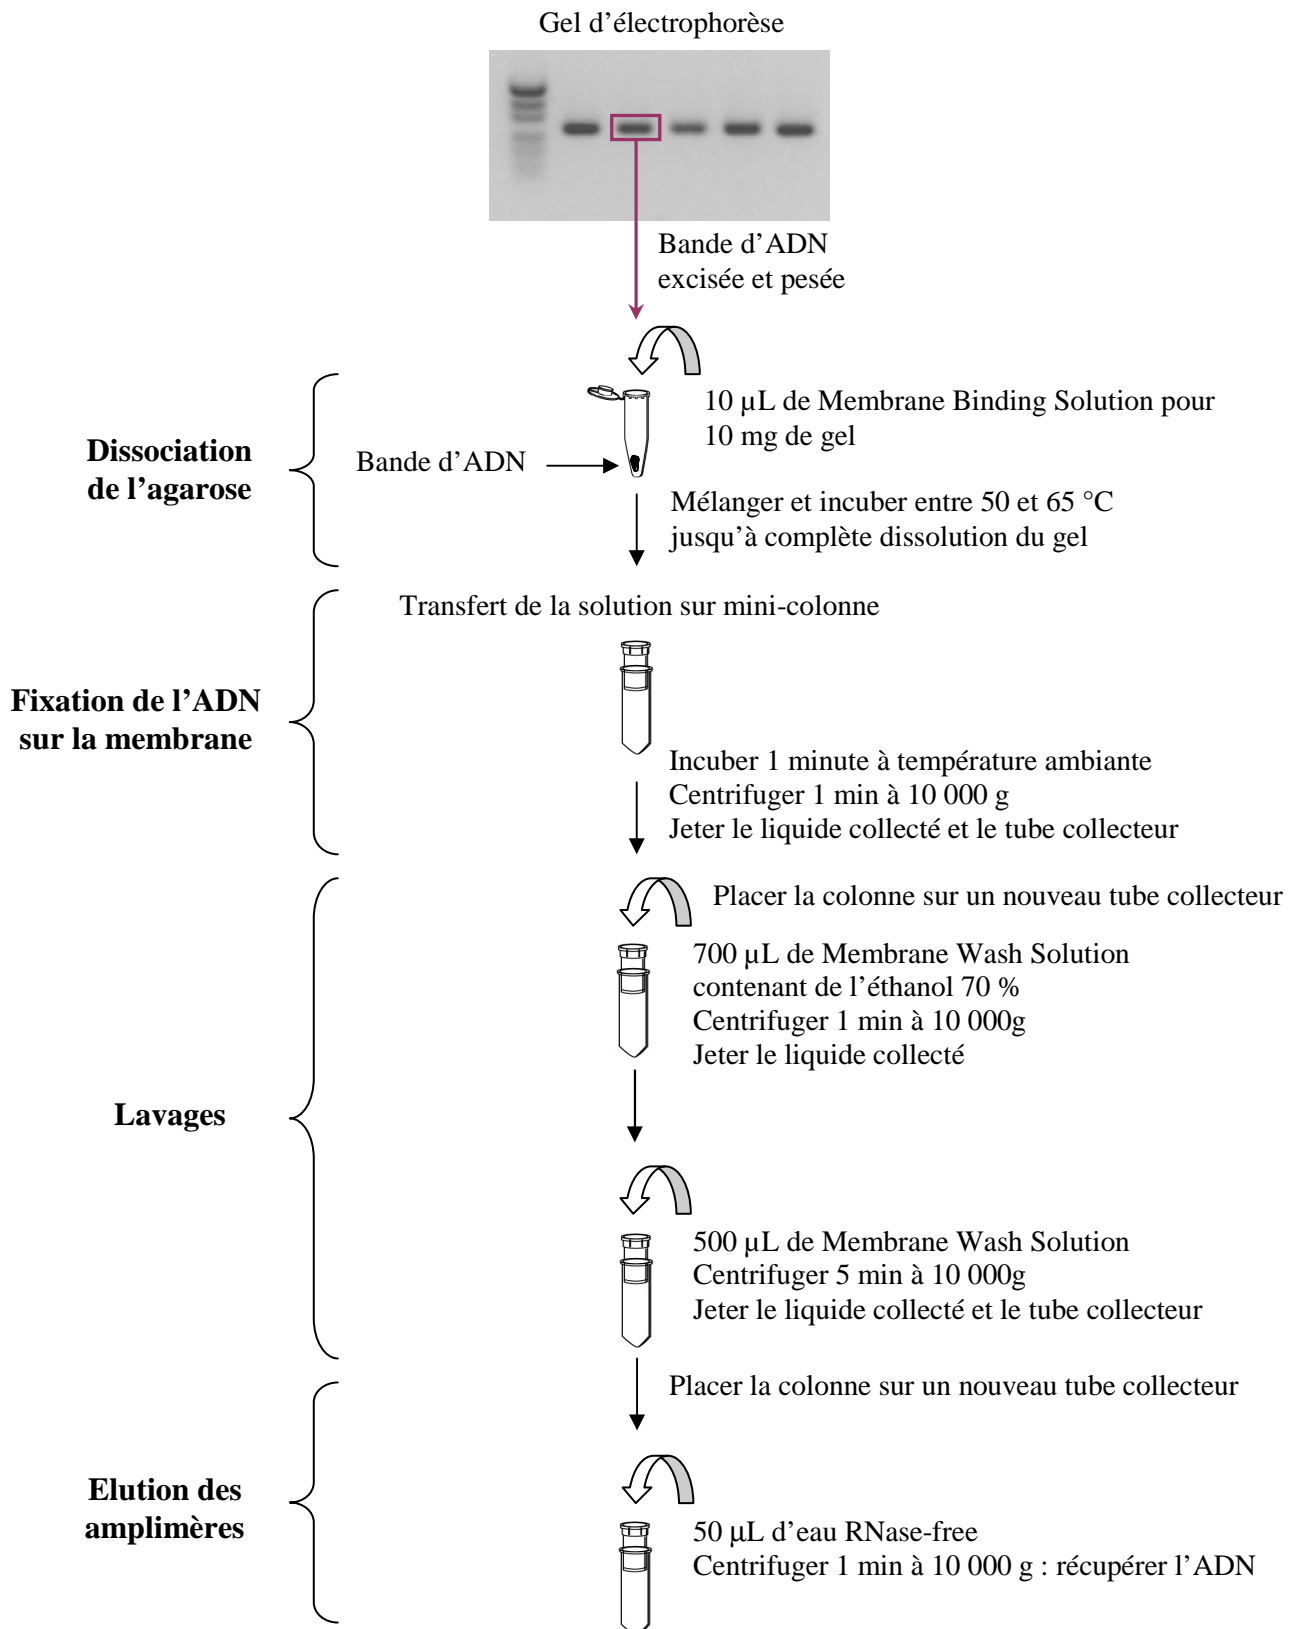 Gel d’électrophorèse
Bande d’ADN
excisée et pesée
10 µL de Membrane Binding Solution pour
10 mg de gel
Dissociation
de l’agarose
Bande d’ADN
Mélanger et incuber entre 50 et 65 °C
jusqu’à complète dissolution du gel
Transfert de la solution sur mini-colonne
Fixation de l’ADN
sur la membrane
Incuber 1 minute à température ambiante
Centrifuger 1 min à 10 000 g
Jeter le liquide collecté et le tube collecteur
Placer la colonne sur un nouveau tube collecteur
700 µL de Membrane Wash Solution
contenant de l’éthanol 70 %
Centrifuger 1 min à 10 000g
Jeter le liquide collecté
Lavages
500 µL de Membrane Wash Solution
Centrifuger 5 min à 10 000g
Jeter le liquide collecté et le tube collecteur
Placer la colonne sur un nouveau tube collecteur
Elution des
amplimères
50 µL d’eau RNase-free
Centrifuger 1 min à 10 000 g : récupérer l’ADN